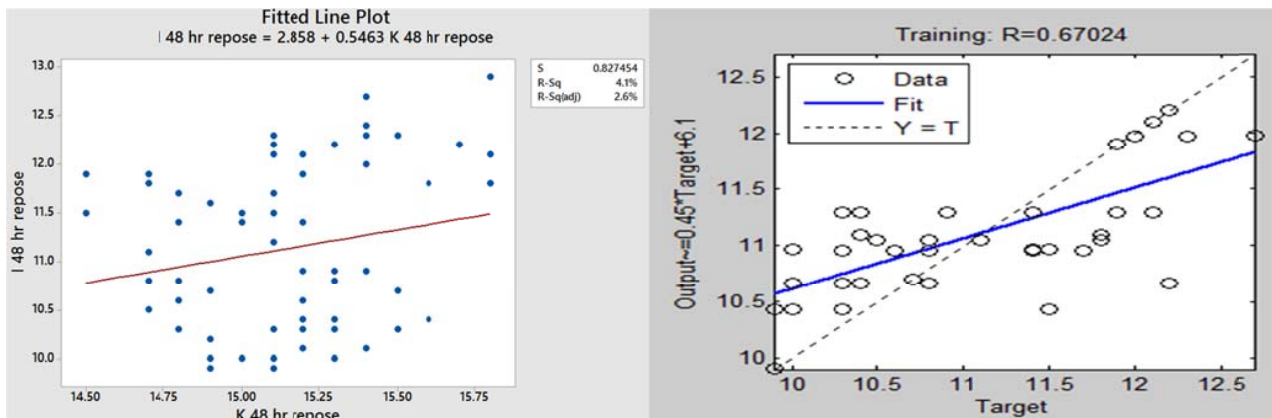 Fitted Line Plot
I 48 hr repose = 2.858 + 0.5463 K 48 hr repose
S 0.827454
R-Sq 4.1%
R-Sq(adj) 2.6%
13.0
12.5
12.0
11.5
11.0
10.5
10.0
I 48 hr repose
14.50 14.75 15.00 15.25 15.50 15.75
K 48 hr repose
Training: R=0.67024
Data
Fit
Y = T
12.5
12
11.5
11
10.5
10
Output~=0.45*Target+6.1
10 10.5 11 11.5 12 12.5
Target